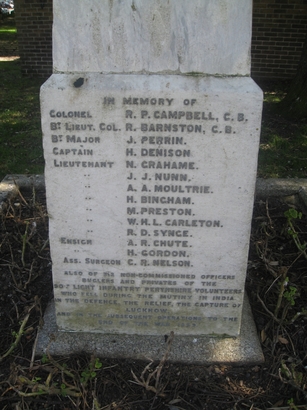 IN MEMORY OF
COLONEL R. P. CAMPBELL, C.B.
BT LIEUT. COL. R. BARNSTON, C.B.
BT MAJOR J. PERRIN.
CAPTAIN H. DENISON
LIEUTENANT N. GRAHAME.
" J. J. NUNN.
" A. A. MOULTRIE.
" H. BINGHAM.
" M. PRESTON.
" W. H. L. CARLETON.
" R. D. SYNGE.
ENSIGN A. R. CHUTE.
" H. GORDON.
ASS. SURGEON C. R. NELSON.
ALSO OF NON-COMMISSIONED OFFICERS
BUGLERS AND PRIVATES OF THE
LIGHT INFANTRY PERTHSHIRE VOLUNTEERS
WHO FELL DURING THE MUTINY IN INDIA
IN THE DEFENCE, THE RELIEF, THE CAPTURE OF
LUCKNOW
SUBSEQUENT OPERATIONS